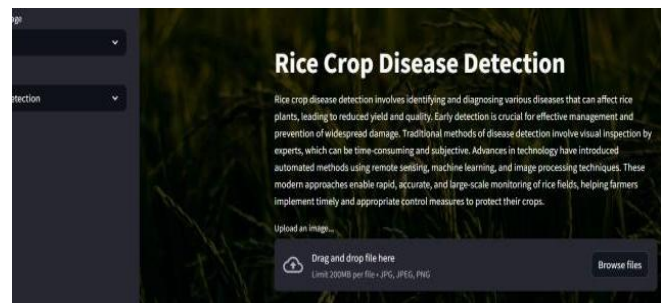 Rice Crop Disease Detection
Rice crop disease detection involves identifying and diagnosing various diseases that can affect rice
plants, leading to reduced yield and quality. Early detection is crucial for effective management and
prevention of widespread damage. Traditional methods of disease detection involve visual inspection by
experts, which can be time-consuming and subjective. Advances in technology have introduced
automated methods using remote sensing, machine learning, and image processing techniques. These
modern approaches enable rapid, accurate, and large-scale monitoring of rice fields, helping farmers
implement timely and appropriate control measures to protect their crops.
Upload an image...
Drag and drop file here
Limit 200MB per file • JPG, JPEG, PNG
Browse files